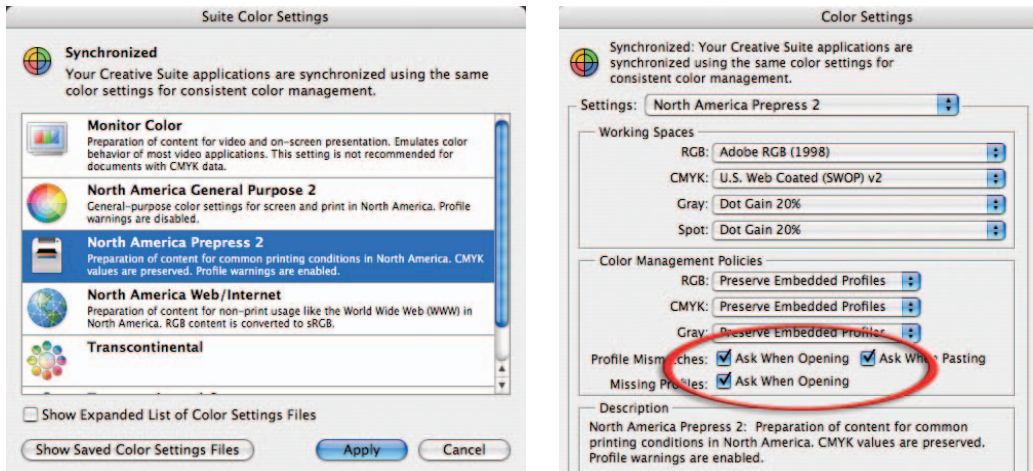 Suite Color Settings
Synchronized
Your Creative Suite applications are synchronized using the same
color settings for consistent color management.
Monitor Color
Preparation of content for video and on-screen presentation. Emulates color
behavior of most video applications. This setting is not recommended for
documents with CMYK data.
North America General Purpose 2
General-purpose color settings for screen and print in North America. Profile
warnings are disabled.
North America Prepress 2
Preparation of content for common printing conditions in North America. CMYK
values are preserved. Profile warnings are enabled.
North America Web/Internet
Preparation of content for non-print usage like the World Wide Web (WWW) in
North America. RGB content is converted to sRGB.
Transcontinental
Show Expanded List of Color Settings Files
Show Saved Color Settings Files
Apply
Cancel
Color Settings
Synchronized: Your Creative Suite applications are
synchronized using the same color settings for
consistent color management.
Settings: North America Prepress 2
Working Spaces
RGB: Adobe RGB (1998)
CMYK: U.S. Web Coated (SWOP) v2
Gray: Dot Gain 20%
Spot: Dot Gain 20%
Color Management Policies
RGB: Preserve Embedded Profiles
CMYK: Preserve Embedded Profiles
Gray: Preserve Embedded Profiles
Profile Mismatches: Ask When Opening Ask When Pasting
Missing Profiles: Ask When Opening
Description
North America Prepress 2: Preparation of content for common
printing conditions in North America. CMYK values are preserved.
Profile warnings are enabled.